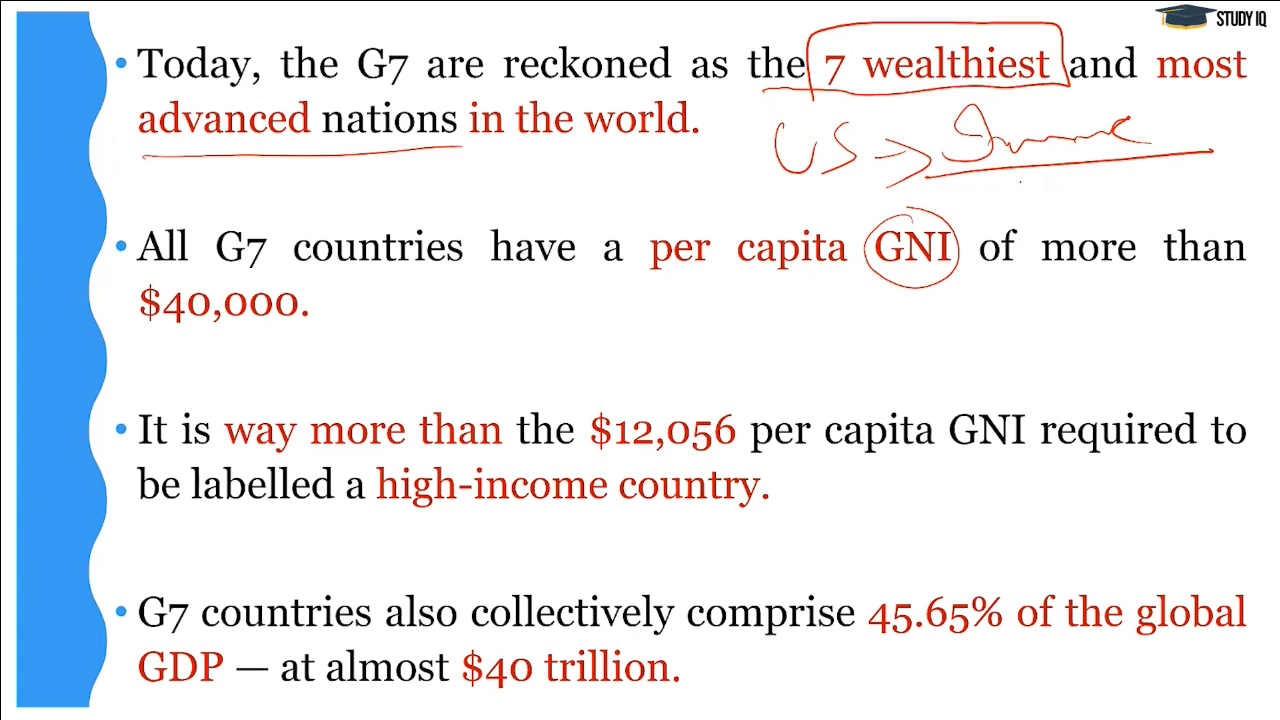 STUDY IQ
• Today, the G7 are reckoned as the 7 wealthiest and most
advanced nations in the world.
US →
• All G7 countries have a per capita GNI of more than
$40,000.
• It is way more than the $12,056 per capita GNI required to
be labelled a high-income country.
• G7 countries also collectively comprise 45.65% of the global
GDP — at almost $40 trillion.